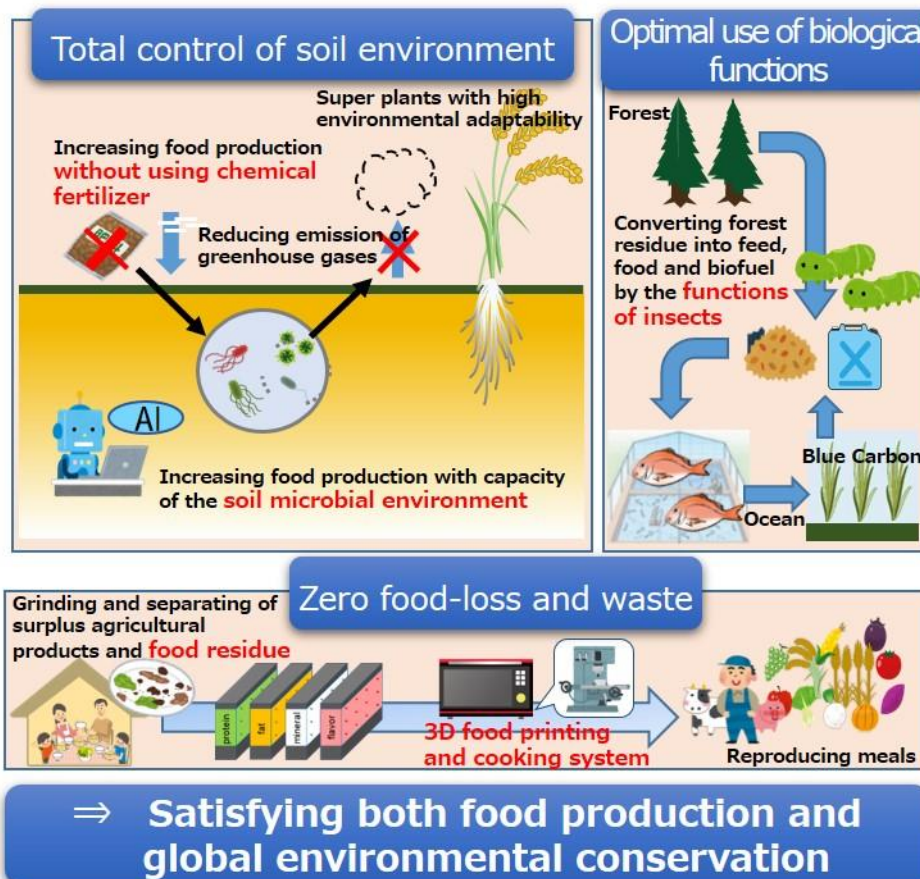 Total control of soil environment
Super plants with high
environmental adaptability
Increasing food production
without using chemical
fertilizer
Reducing emission of
greenhouse gases
AI
Increasing food production with capacity
of the soil microbial environment
Optimal use of biological
functions
Forest
Converting forest
residue into feed,
food and biofuel
by the functions
of insects
Blue Carbon
Ocean
Zero food-loss and waste
Grinding and separating of
surplus agricultural
products and food residue
protein
fat
mineral
flavor
3D food printing
and cooking system
Reproducing meals
⇒ Satisfying both food production and
global environmental conservation